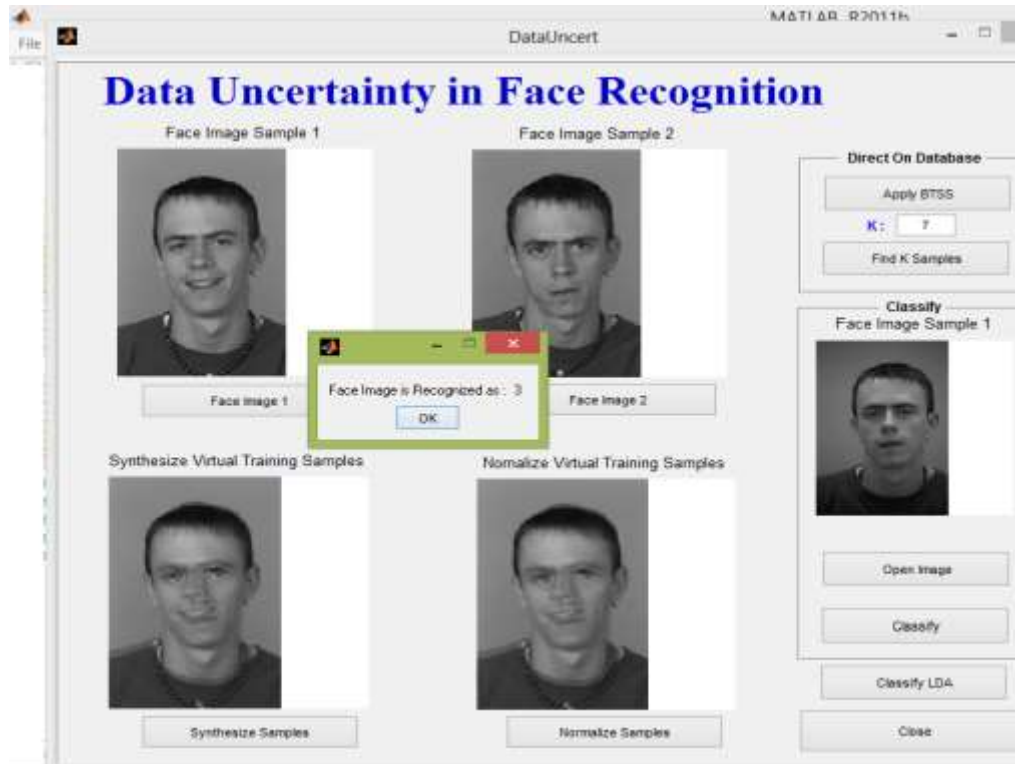 MATLAB R2011b
File
DataUncert
Data Uncertainty in Face Recognition
Face Image Sample 1
Face Image Sample 2
Direct On Database
Apply BTSS
K: 7
Find K Samples
Classify
Face Image Sample 1
Face Image is Recognized as : 3
OK
Face Image 1
Face Image 2
Synthesize Virtual Training Samples
Nomalize Virtual Training Samples
Open Image
Classify
Classify LDA
Synthesize Samples
Normalize Samples
Close